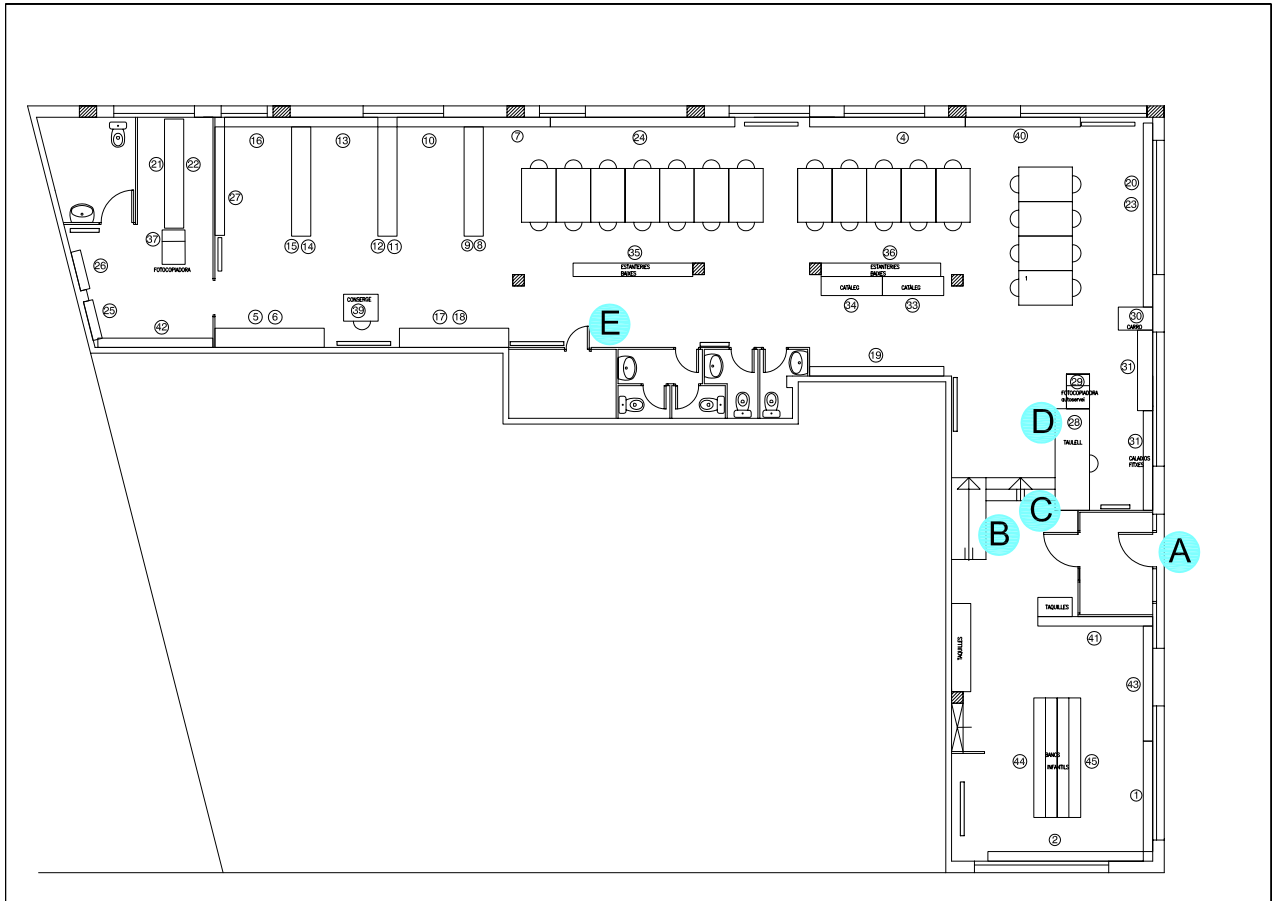 16
13
10
7
24
4
40
21
22
27
20
23
15
14
12
11
9
8
37
FOTOCOPIADORA
26
35
ESTANTERIES
BAIXES
36
ESTANTERIES
BAIXES
1
CATÀLEG
CATÀLEG
34
33
25
42
5
6
CONSERGE
39
17
18
E
30
CARRO
19
31
29
FOTOCOPIADORA
autoservei
D
28
TAULELL
31
CALAIXOS
FITXES
C
B
A
TAQUILLES
TAQUILLES
41
43
44
BANCS
INFANTILS
45
1
2